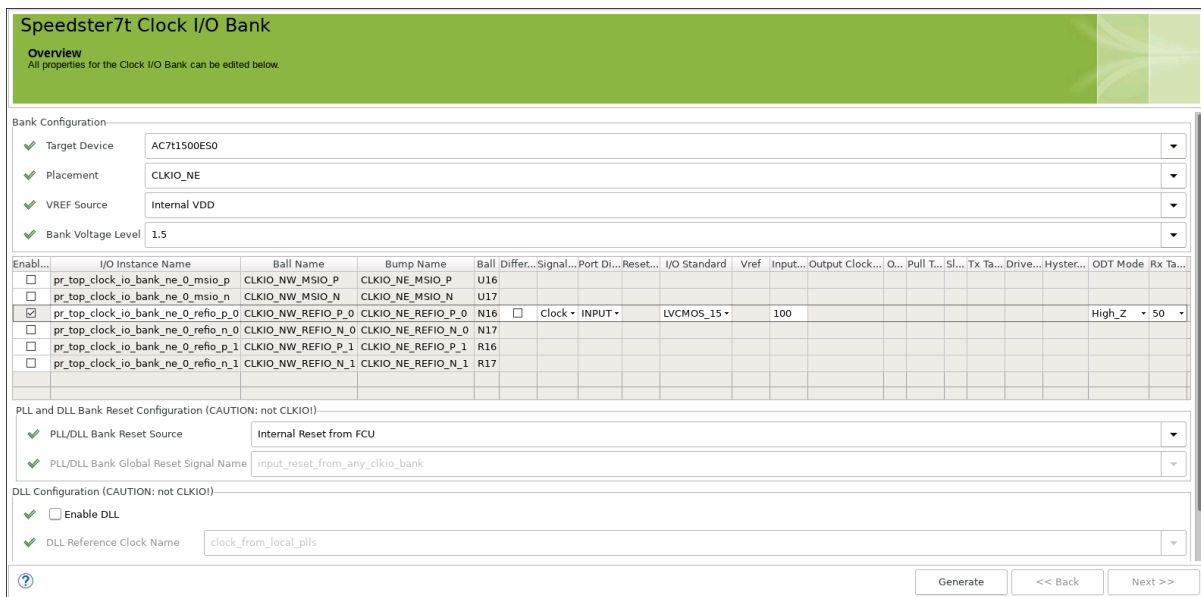 Speedster7t Clock I/O Bank
Overview
All properties for the Clock I/O Bank can be edited below.
Bank Configuration
Target Device AC7t1500ES0
Placement CLKIO_NE
VREF Source Internal VDD
Bank Voltage Level 1.5
Enabl... I/O Instance Name Ball Name Bump Name Ball Differ... Signal... Port Di... Reset... I/O Standard Vref Input... Output Clock... O... Pull T... Sl... Tx Ta... Drive... Hyster... ODT Mode Rx Ta...
pr_top_clock_io_bank_ne_0_msio_p CLKIO_NW_MSIO_P CLKIO_NE_MSIO_P U16
pr_top_clock_io_bank_ne_0_msio_n CLKIO_NW_MSIO_N CLKIO_NE_MSIO_N U17
pr_top_clock_io_bank_ne_0_refio_p_0 CLKIO_NW_REFIO_P_0 CLKIO_NE_REFIO_P_0 N16 Clock INPUT LVCMOS_15 100 High_Z 50
pr_top_clock_io_bank_ne_0_refio_n_0 CLKIO_NW_REFIO_N_0 CLKIO_NE_REFIO_N_0 N17
pr_top_clock_io_bank_ne_0_refio_p_1 CLKIO_NW_REFIO_P_1 CLKIO_NE_REFIO_P_1 R16
pr_top_clock_io_bank_ne_0_refio_n_1 CLKIO_NW_REFIO_N_1 CLKIO_NE_REFIO_N_1 R17
PLL and DLL Bank Reset Configuration (CAUTION: not CLKIO!)
PLL/DLL Bank Reset Source Internal Reset from FCU
PLL/DLL Bank Global Reset Signal Name input_reset_from_any_clkio_bank
DLL Configuration (CAUTION: not CLKIO!)
Enable DLL
DLL Reference Clock Name clock_from_local_plls
? Generate << Back Next >>